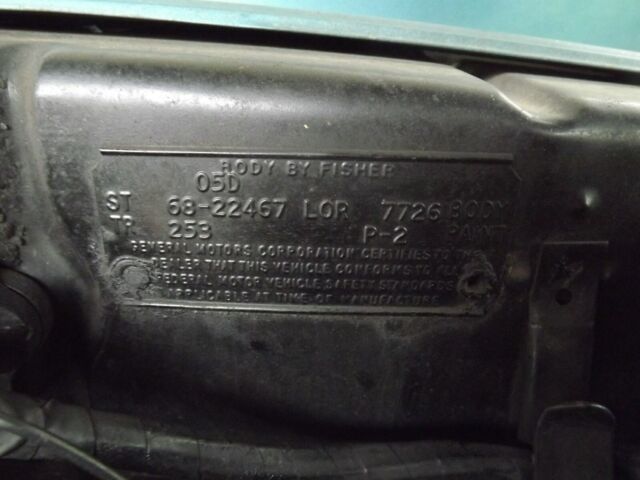 BODY BY FISHER
05D
ST 68-22467 LOR 7726 BODY
TR 253 P-2 PAINT
GENERAL MOTORS CORPORATION CERTIFIES TO THE
DEALER THAT THIS VEHICLE CONFORMS TO ALL
FEDERAL MOTOR VEHICLE SAFETY STANDARDS
APPLICABLE AT TIME OF MANUFACTURE